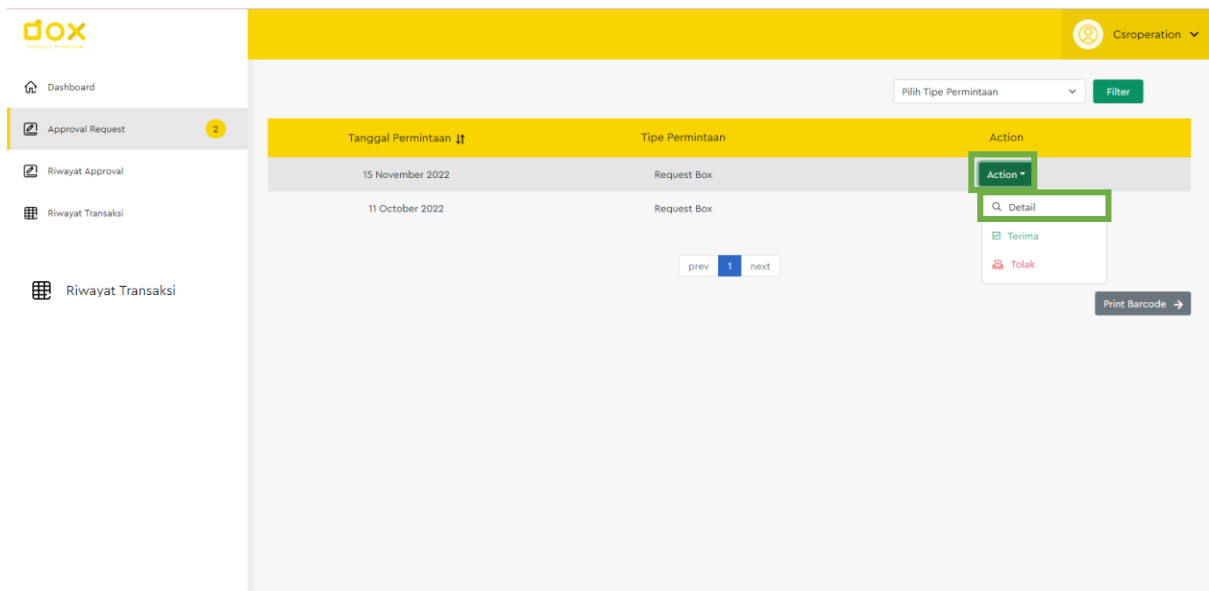 dox
TOTALLY MAINTAIN
Csroperation
Dashboard
Pilih Tipe Permintaan
Filter
Approval Request 2
Tanggal Permintaan Tipe Permintaan Action
Riwayat Approval
15 November 2022 Request Box Action
Riwayat Transaksi
11 October 2022 Request Box
Detail
Terima
Tolak
prev 1 next
Riwayat Transaksi
Print Barcode